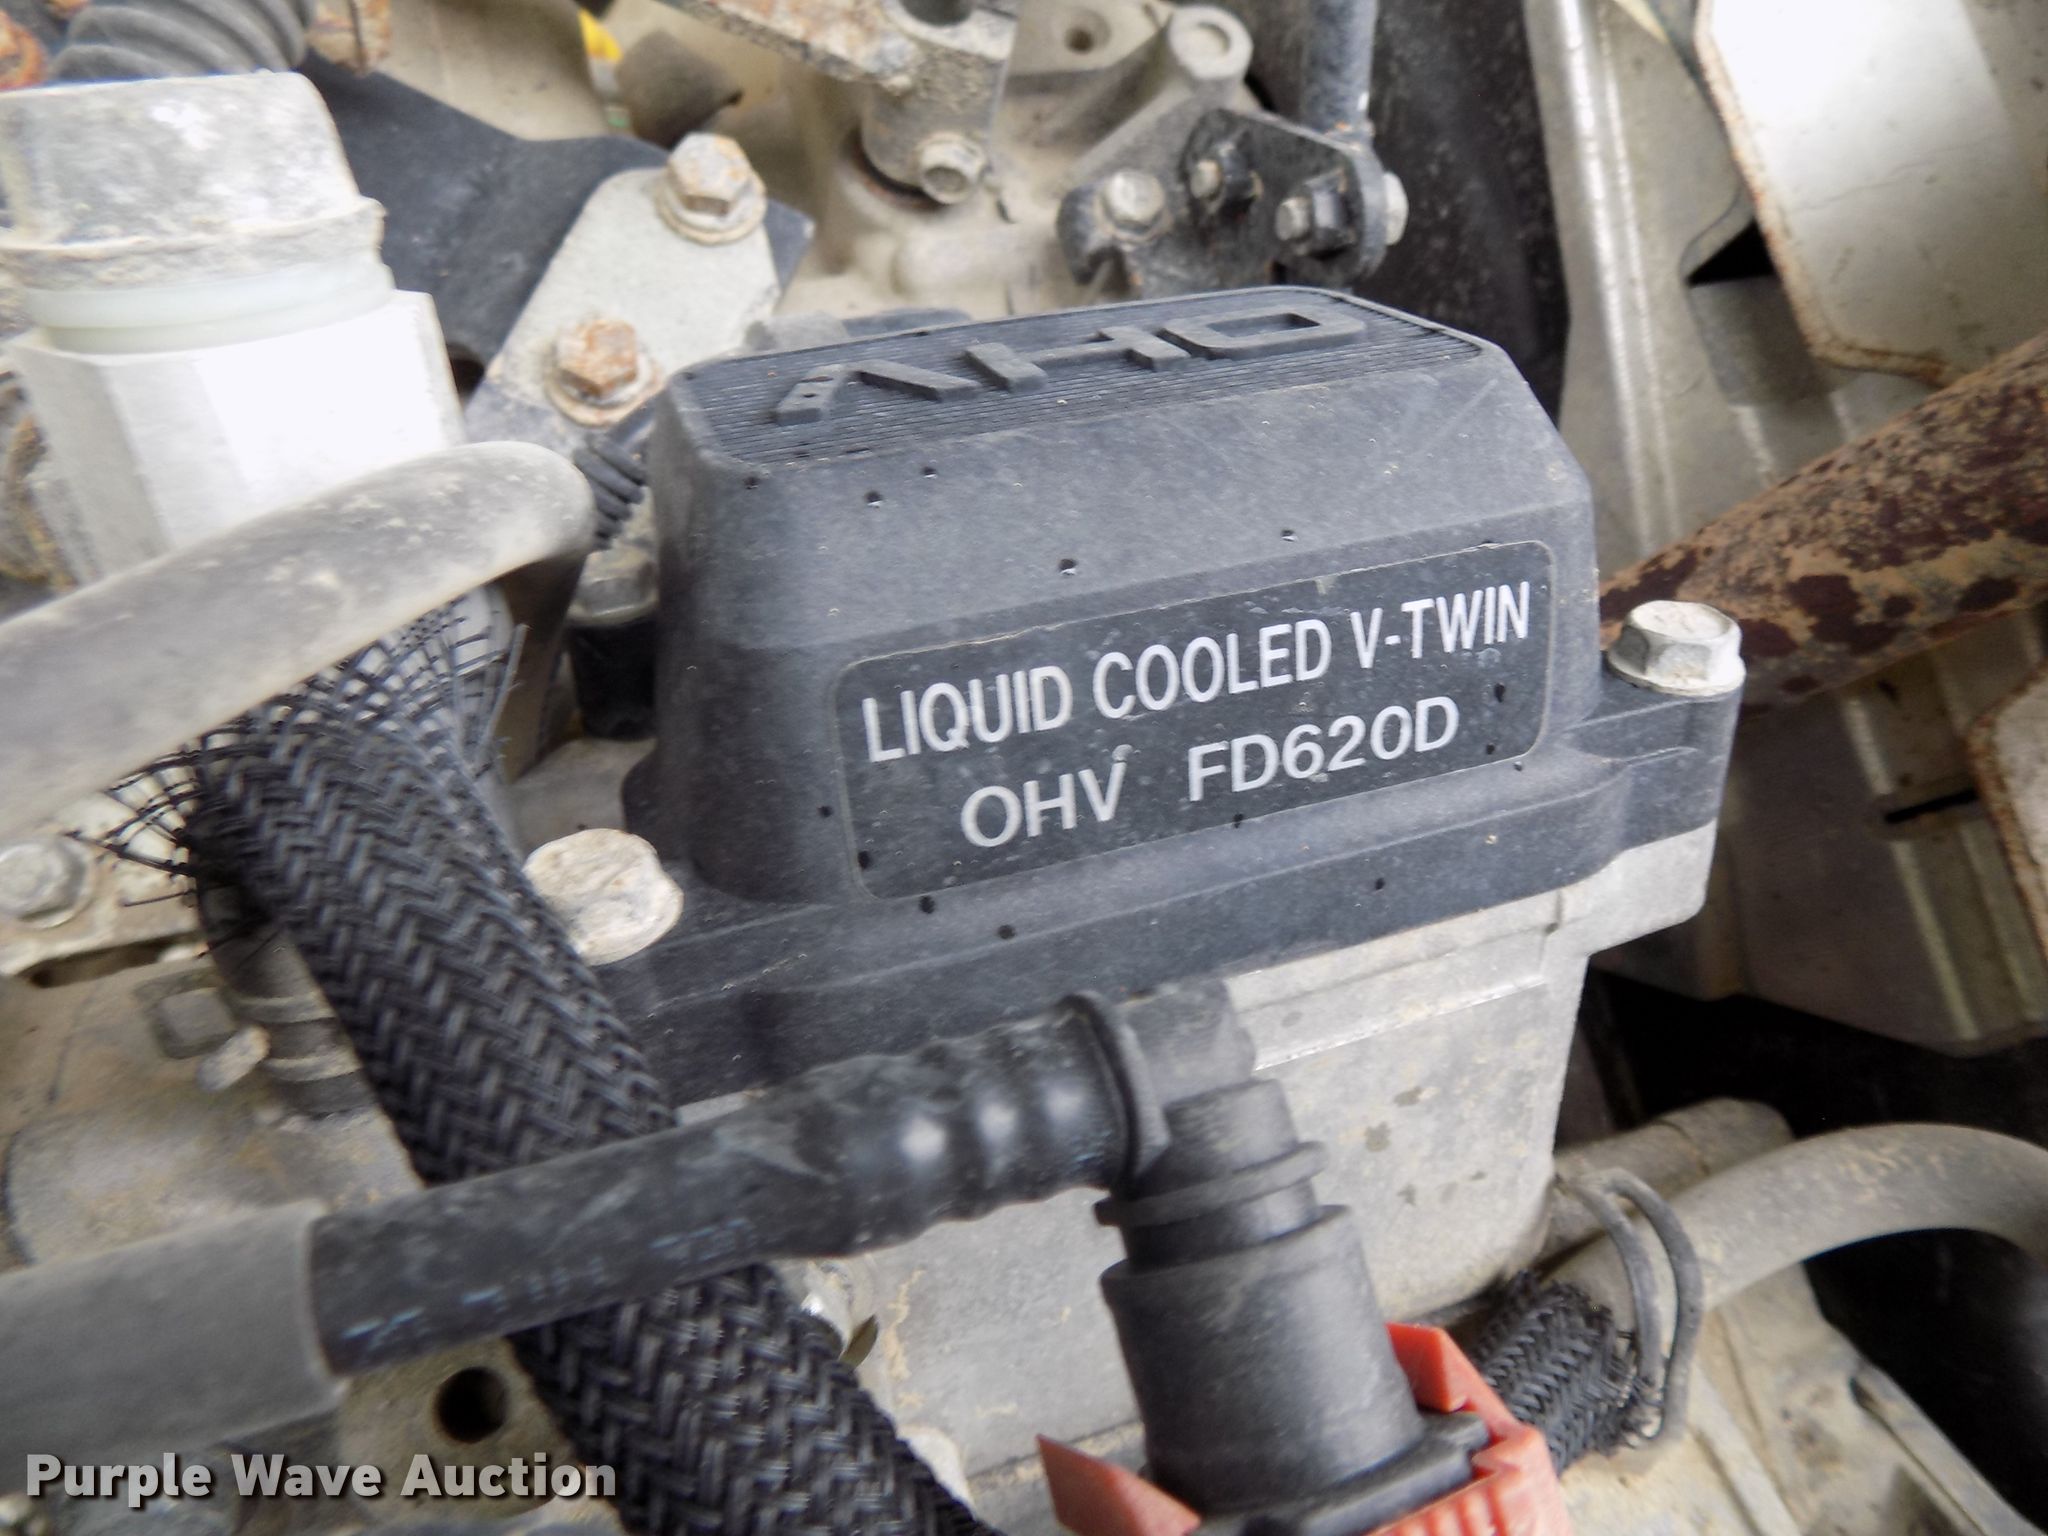 OHV
LIQUID COOLED V-TWIN
OHV FD620D
Purple Wave Auction